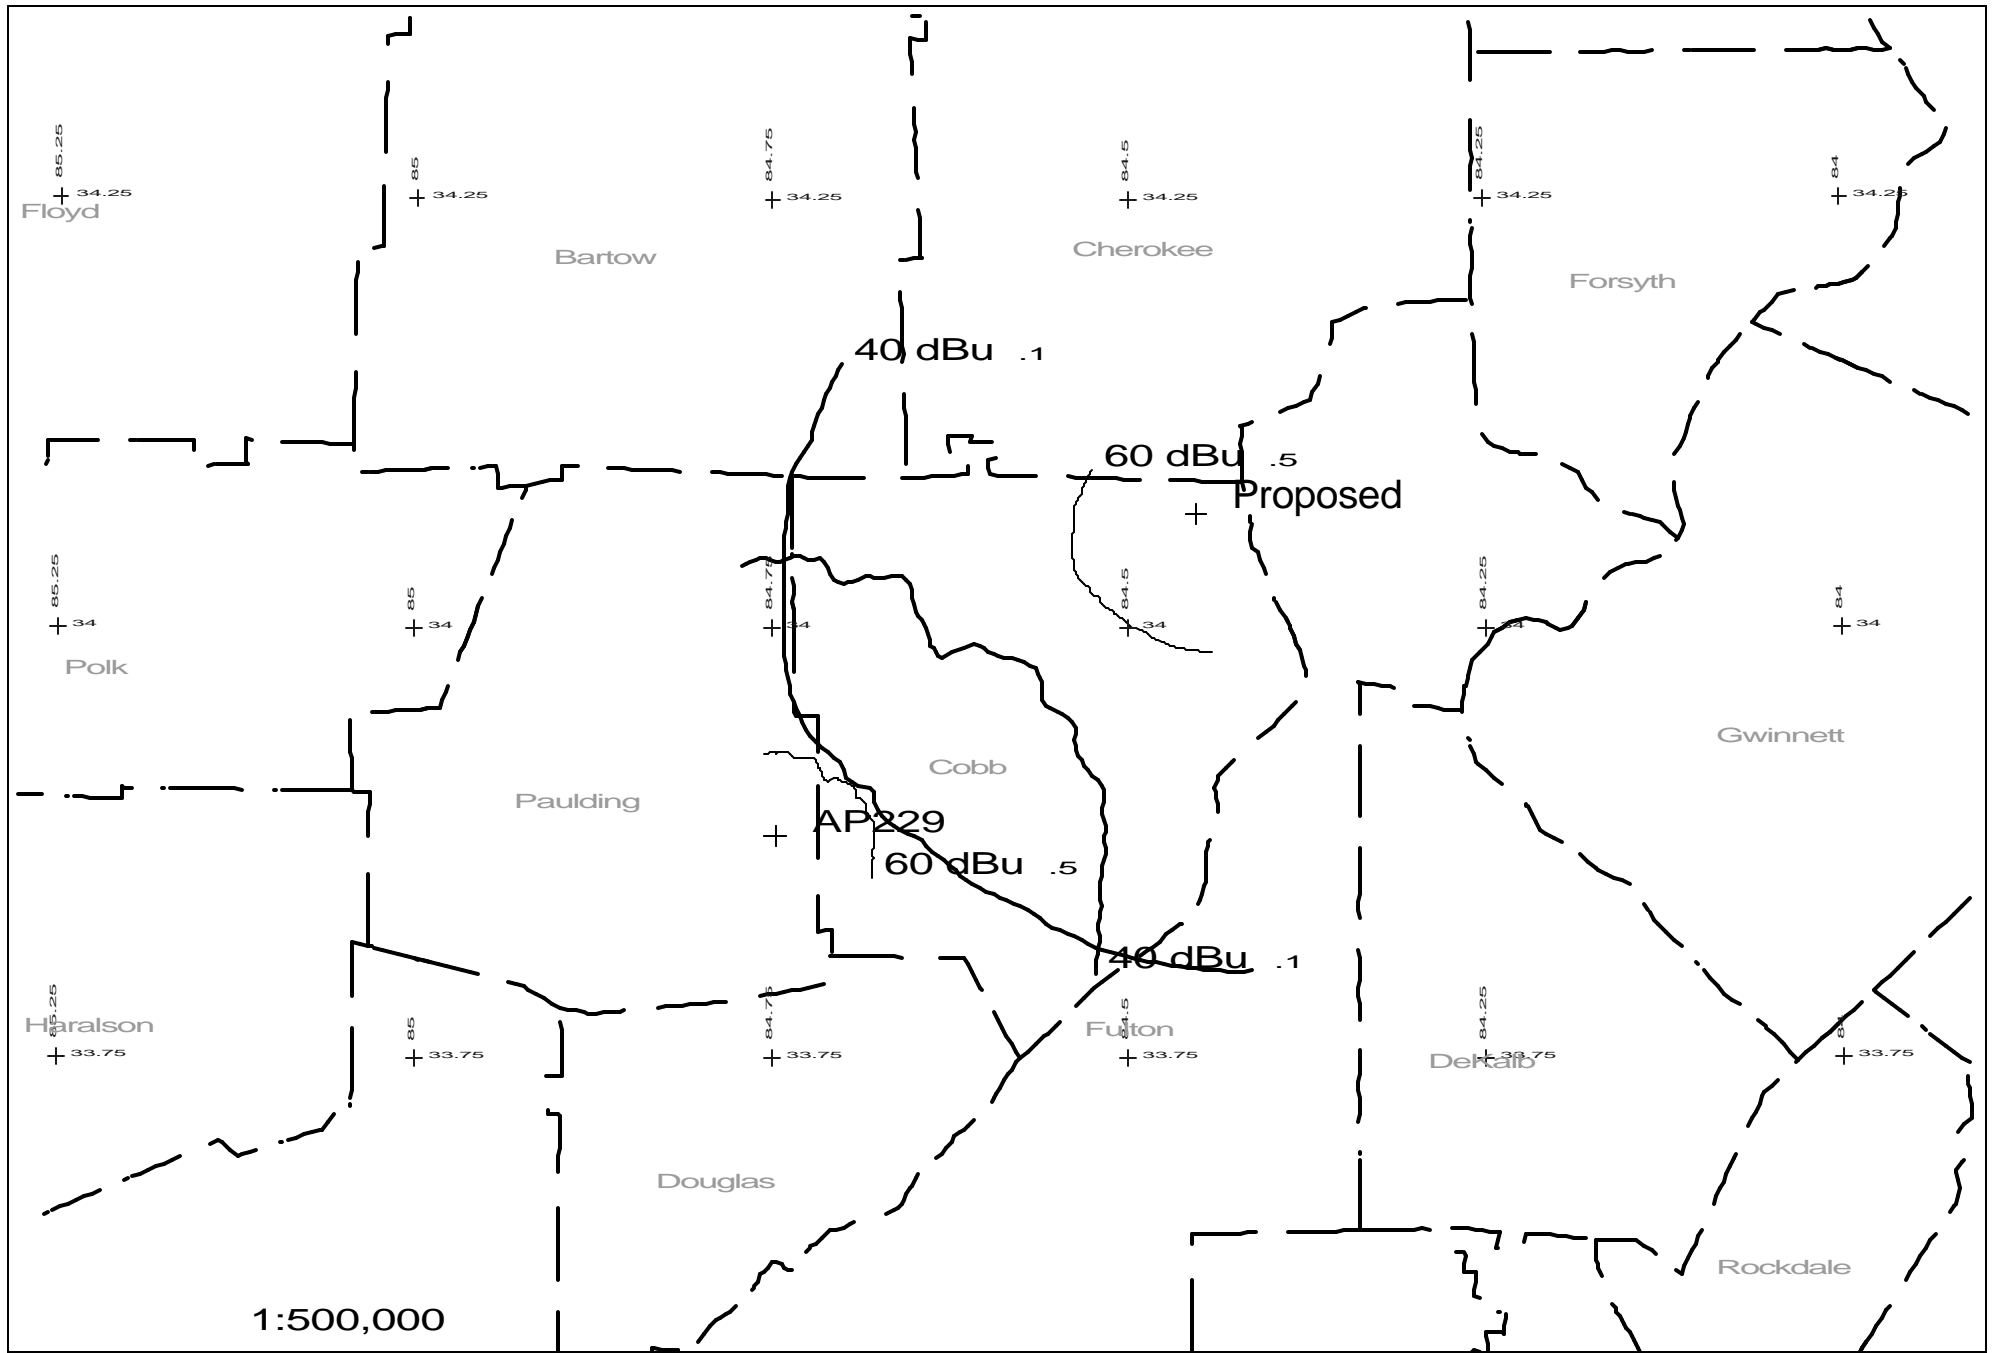 85.25
34.25
Floyd
85
34.25
84.75
34.25
84.5
34.25
84.25
34.25
84
34.25
Bartow
Cherokee
Forsyth
40 dBu .1
60 dBu .5
Proposed
85.25
34
85
34
84.75
34
84.5
34
84.25
34
84
34
Polk
Paulding
Cobb
Gwinnett
AP229
60 dBu .5
40 dBu .1
85.25
33.75
Haralson
85
33.75
84.75
33.75
84.5
33.75
Fulton
84.25
33.75
DeKalb
84
33.75
Douglas
Rockdale
1:500,000